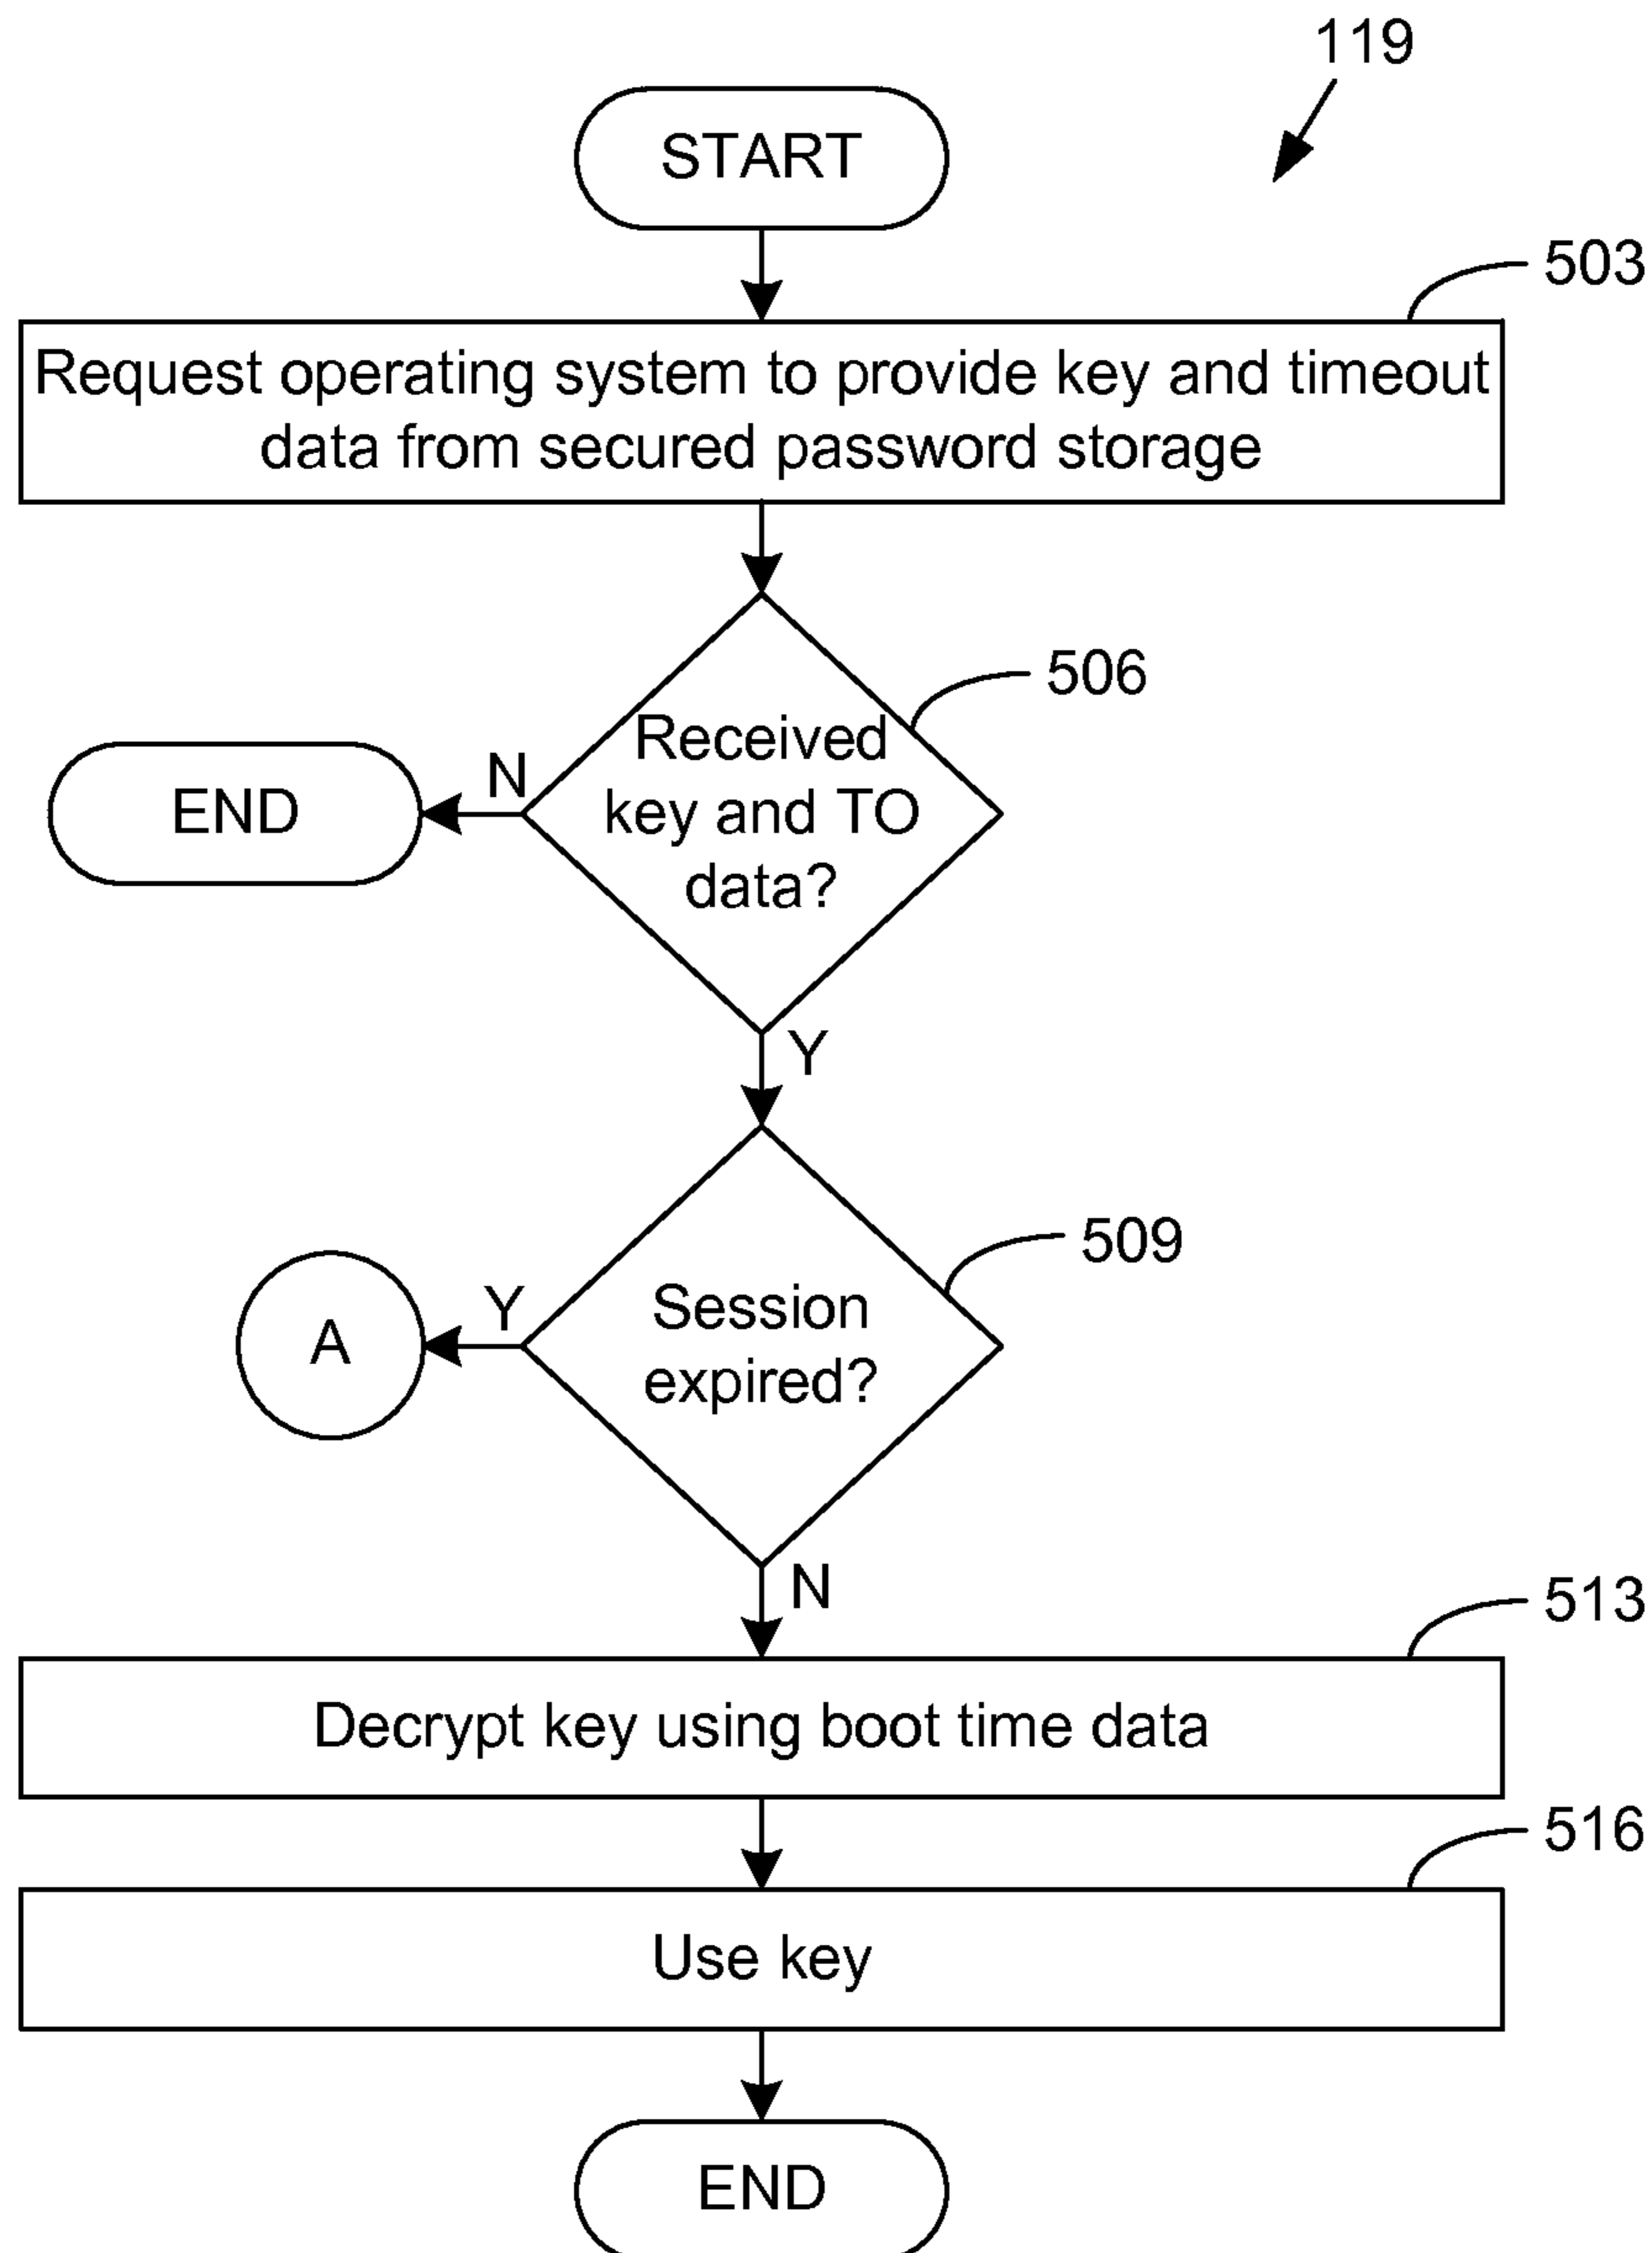 119
START
503
Request operating system to provide key and timeout
data from secured password storage
506
Received
key and TO
data?
N
END
Y
509
Session
expired?
Y
A
N
513
Decrypt key using boot time data
516
Use key
END